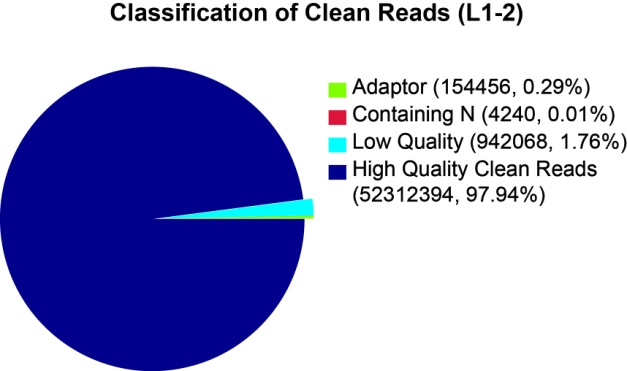 Classification of Clean Reads (L1-2)
Adaptor (154456, 0.29%)
Containing N (4240, 0.01%)
Low Quality (942068, 1.76%)
High Quality Clean Reads
(52312394, 97.94%)